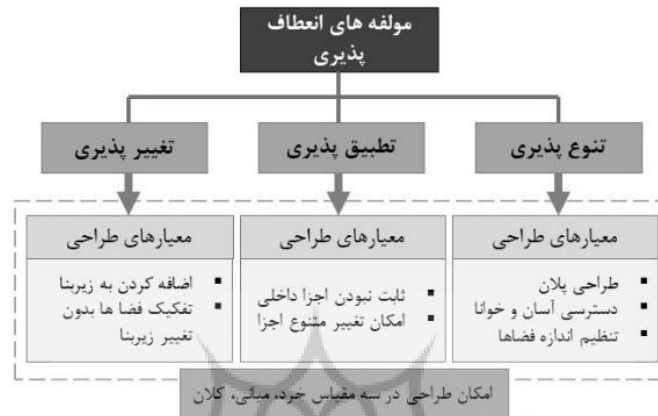 مولفه های انعطاف
پذیری
تنوع پذیری
تطبیق پذیری
تغییر پذیری
معیارهای طراحی
طراحی پلان
دسترسی آسان و خوانا
تنظیم اندازه فضاها
معیارهای طراحی
ثابت نبودن اجزا داخلی
امکان تغییر متنوع اجزا
معیارهای طراحی
اضافه کردن به زیربنا
تفکیک فضا ها بدون
تغییر زیربنا
امکان طراحی در سه مقیاس خرد، میانی، کلان